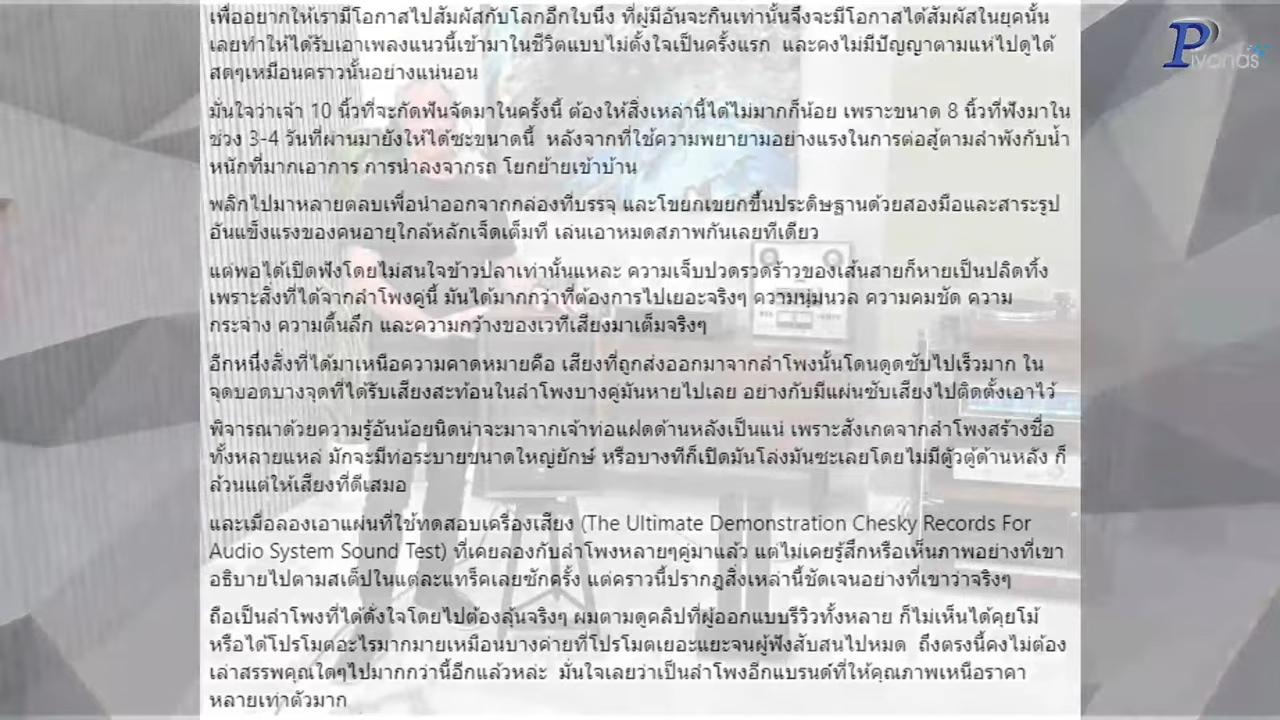 เพื่ออยากให้เรามีโอกาสไปสัมผัสกับโลกอีกใบนึง ที่ผู้มีอันจะกินเท่านั้นจึงจะมีโอกาสได้สัมผัสในยุคนั้น
เลยทำให้ได้รับเอาเพลงแนวนี้เข้ามาในชีวิตแบบไม่ตั้งใจเป็นครั้งแรก และคงไม่มีปัญญาตามแห่ไปดูได้
สดๆเหมือนคราวนั้นอย่างแน่นอน
มั่นใจว่าเจ้า 10 นิ้วที่จะกัดฟันจัดมาในครั้งนี้ ต้องให้สิ่งเหล่านี้ได้ไม่มากก็น้อย เพราะขนาด 8 นิ้วที่ฟังมาใน
ช่วง 3-4 วันที่ผ่านมายังให้ได้ซะขนาดนี้ หลังจากที่ใช้ความพยายามอย่างแรงในการต่อสู้ตามลำพังกับน้ำ
หนักที่มากเอาการ การนำลงจากรถ โยกย้ายเข้าบ้าน
พลิกไปมาหลายตลบเพื่อนำออกจากกล่องที่บรรจุ และโขยกเขยกขึ้นประดิษฐานด้วยสองมือและสาระรูป
อันแข็งแรงของคนอายุใกล้หลักเจ็ดเต็มที เล่นเอาหมดสภาพกันเลยทีเดียว
แต่พอได้เปิดฟังโดยไม่สนใจข้าวปลาเท่านั้นแหละ ความเจ็บปวดรวดร้าวของเส้นสายก็หายเป็นปลิดทิ้ง
เพราะสิ่งที่ได้จากลำโพงคู่นี้ มันได้มากกว่าที่ต้องการไปเยอะจริงๆ ความนุ่มนวล ความคมชัด ความ
กระจ่าง ความตื้นลึก และความกว้างของเวทีเสียงมาเต็มจริงๆ
อีกหนึ่งสิ่งที่ได้มาเหนือความคาดหมายคือ เสียงที่ถูกส่งออกมาจากลำโพงนั้นโดนดูดซับไปเร็วมาก ใน
จุดบอดบางจุดที่ได้รับเสียงสะท้อนในลำโพงบางคู่มันหายไปเลย อย่างกับมีแผ่นซับเสียงไปติดตั้งเอาไว้
พิจารณาด้วยความรู้อันน้อยนิดน่าจะมาจากเจ้าท่อแฝดด้านหลังเป็นแน่ เพราะสังเกตจากลำโพงสร้างชื่อ
ทั้งหลายแหล่ มักจะมีท่อระบายขนาดใหญ่ยักษ์ หรือบางทีก็เปิดมันโล่งมันซะเลยโดยไม่มีตัวตู้ด้านหลัง ก็
ล้วนแต่ให้เสียงที่ดีเสมอ
และเมื่อลองเอาแผ่นที่ใช้ทดสอบเครื่องเสียง (The Ultimate Demonstration Chesky Records For
Audio System Sound Test) ที่เคยลองกับลำโพงหลายๆคู่มาแล้ว แต่ไม่เคยรู้สึกหรือเห็นภาพอย่างที่เขา
อธิบายไปตามสเต็ปในแต่ละแทร็คเลยซักครั้ง แต่คราวนี้ปรากฏสิ่งเหล่านี้ชัดเจนอย่างที่เขาว่าจริงๆ
ถือเป็นลำโพงที่ได้ดั่งใจโดยไปต้องลุ้นจริงๆ ผมตามดูคลิปที่ผู้ออกแบบรีวิวทั้งหลาย ก็ไม่เห็นได้คุยโม้
หรือได้โปรโมตอะไรมากมายเหมือนบางค่ายที่โปรโมตเยอะแยะจนผู้ฟังสับสนไปหมด ถึงตรงนี้คงไม่ต้อง
เล่าสรรพคุณใดๆไปมากกว่านี้อีกแล้วหล่ะ มั่นใจเลยว่าเป็นลำโพงอีกแบรนด์ที่ให้คุณภาพเหนือราคา
หลายเท่าตัวมาก
Pivanas